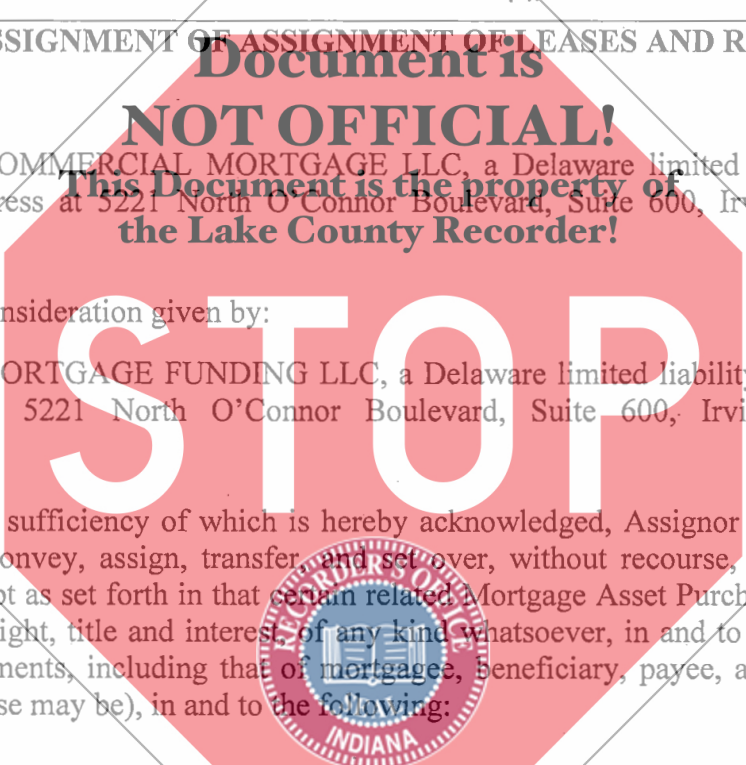 SSIGNMENT OF ASSIGNMENT OF LEASES AND R
Document is
NOT OFFICIAL!
OMMERCIAL MORTGAGE LLC, a Delaware limited
This Document is the property of
ress at 5221 North O'Connor Boulevard, Suite 600, Irv
the Lake County Recorder!
nsideration given by:
STOP
ORTGAGE FUNDING LLC, a Delaware limited liability
5221 North O'Connor Boulevard, Suite 600, Irvi
sufficiency of which is hereby acknowledged, Assignor
onvey, assign, transfer, and set over, without recourse,
pt as set forth in that certain related Mortgage Asset Purch
ight, title and interest, of any kind whatsoever, in and to
ments, including that of mortgagee, beneficiary, payee, a
se may be), in and to the following:
RECORDER'S OFFICE
INDIANA